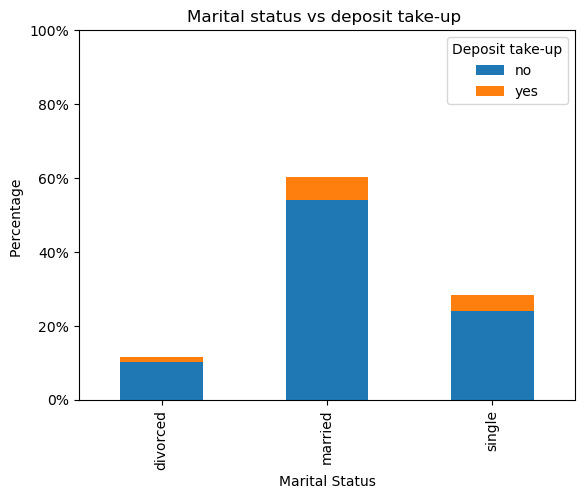 Marital status vs deposit take-up
100%
80%
60%
40%
20%
0%
Percentage
Deposit take-up
no
yes
divorced
married
single
Marital Status